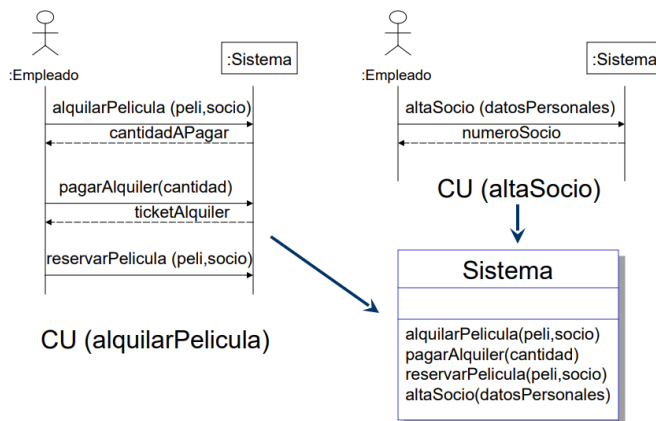 :Empleado
:Sistema
alquilarPelicula (peli,socio)
cantidadAPagar
pagarAlquiler(cantidad)
ticketAlquiler
reservarPelicula (peli,socio)
CU (alquilarPelicula)
:Empleado
:Sistema
altaSocio (datosPersonales)
numeroSocio
CU (altaSocio)
Sistema
alquilarPelicula(peli,socio)
pagarAlquiler(cantidad)
reservarPelicula(peli,socio)
altaSocio(datosPersonales)